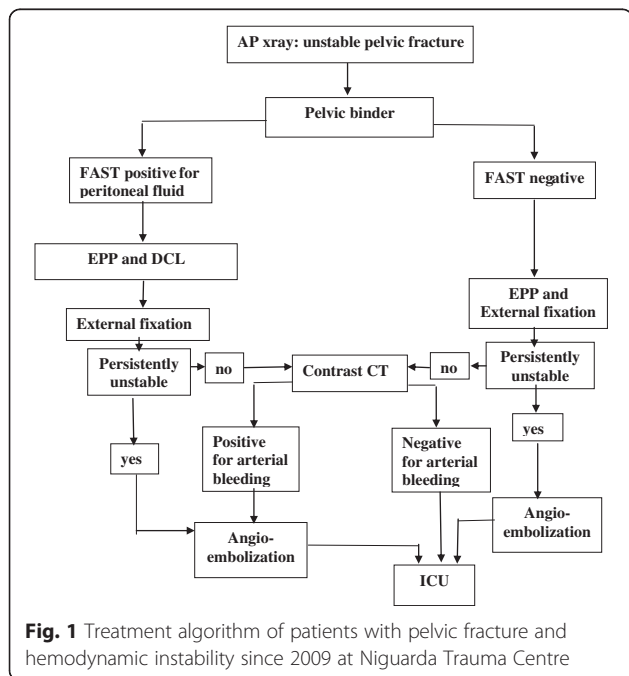 AP xray: unstable pelvic fracture
Pelvic binder
FAST positive for
peritoneal fluid
FAST negative
EPP and DCL
EPP and
External fixation
External fixation
Persistently
unstable
no
Contrast CT
no
Persistently
unstable
yes
Positive
for arterial
bleeding
Negative
for arterial
bleeding
yes
Angio-
embolization
Angio-
embolization
ICU
Fig. 1 Treatment algorithm of patients with pelvic fracture and
hemodynamic instability since 2009 at Niguarda Trauma Centre